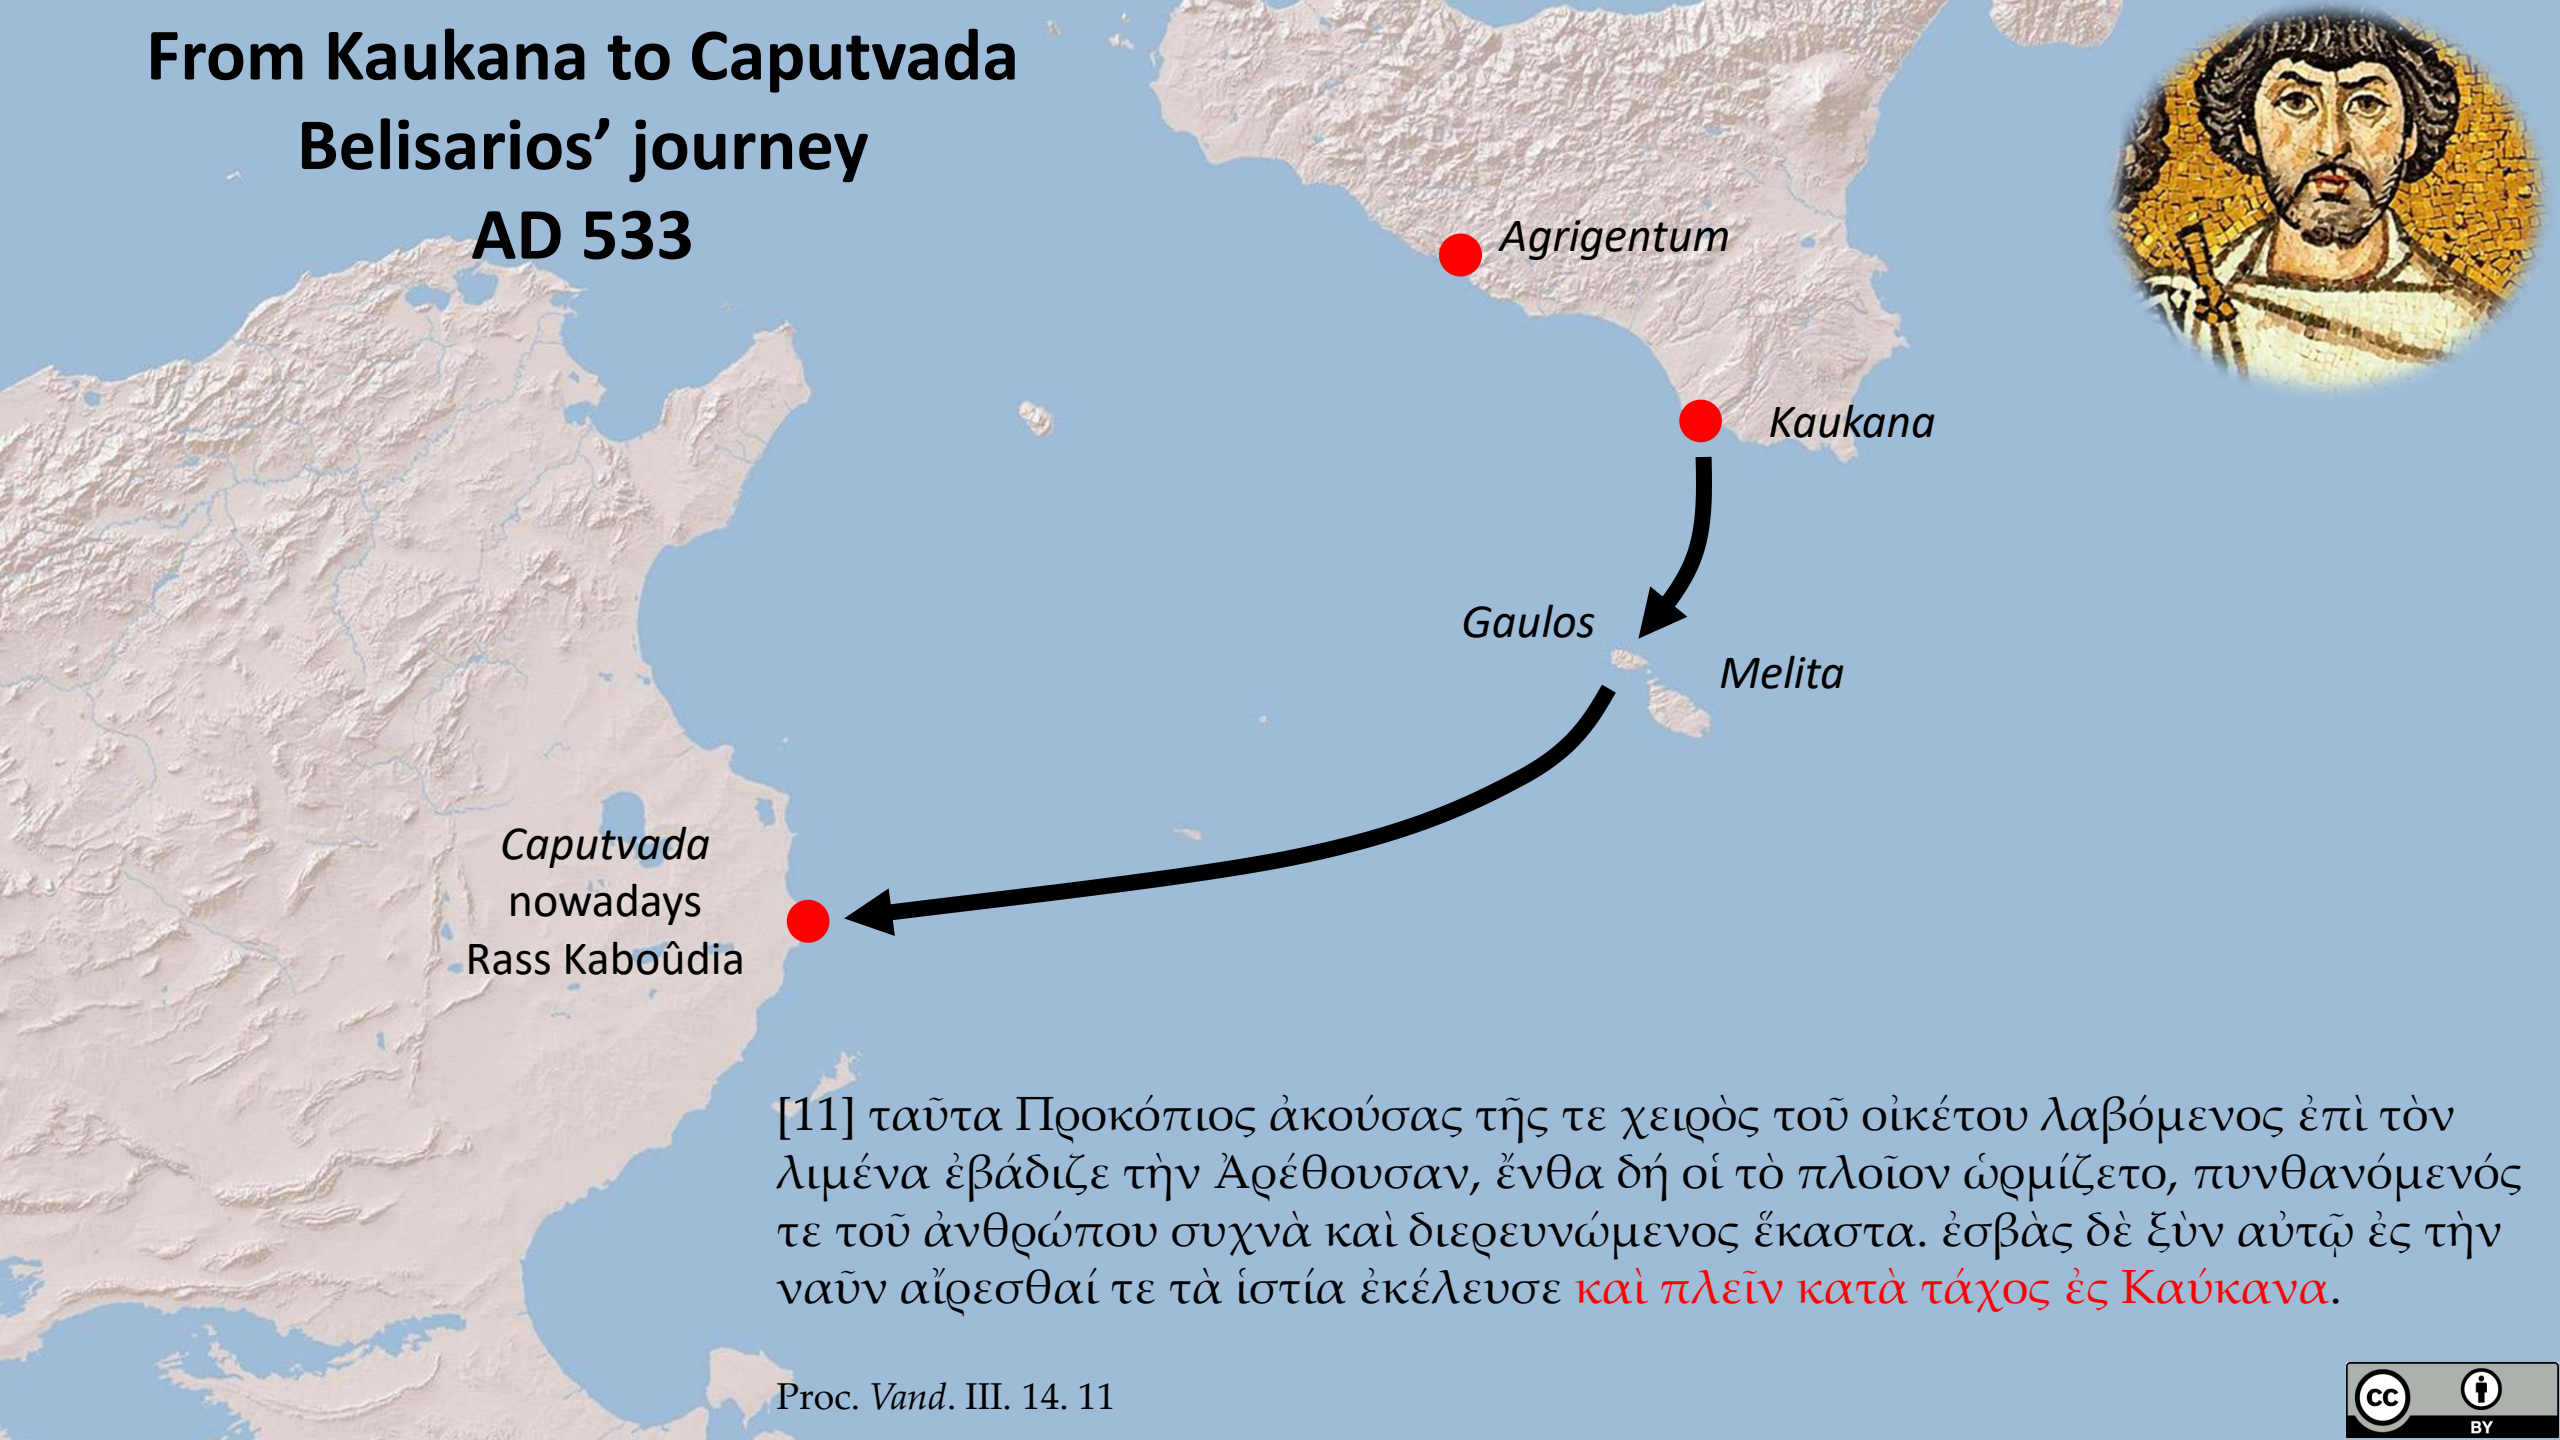 From Kaukana to Caputvada
Belisarios’ journey
AD 533
Agrigentum
Kaukana
Gaulos
Melita
Caputvada
nowadays
Rass Kaboûdia
[11] ταῦτα Προκόπιος ἀκούσας τῆς τε χειρὸς τοῦ οἰκέτου λαβόμενος ἐπὶ τὸν
λιμένα ἐβάδιζε τὴν Ἀρέθουσαν, ἔνθα δή οἱ τὸ πλοῖον ὡρμίζετο, πυνθανόμενός
τε τοῦ ἀνθρώπου συχνὰ καὶ διερευνώμενος ἕκαστα. ἐσβὰς δὲ ξὺν αὐτῷ ἐς τὴν
ναῦν αἴρεσθαί τε τὰ ἱστία ἐκέλευσε καὶ πλεῖν κατὰ τάχος ἐς Καύκανα.
Proc. Vand. III. 14. 11
cc
BY